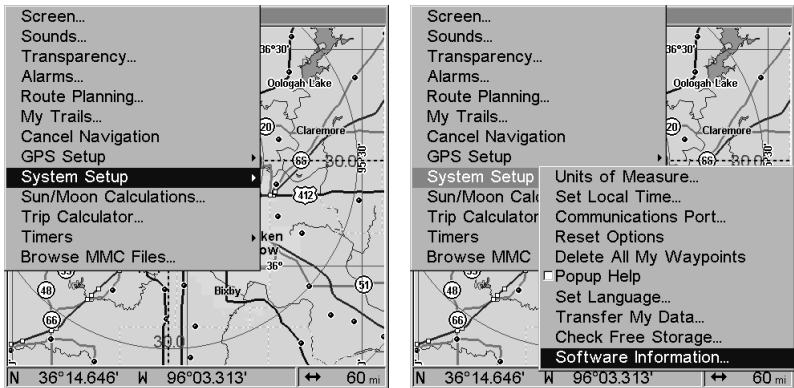 Screen...
Sounds...
Transparency...
Alarms...
Route Planning...
My Trails...
Cancel Navigation
GPS Setup
System Setup
Sun/Moon Calculations...
Trip Calculator...
Timers
Browse MMC Files...
36°30'
Oologah Lake
20
Claremore
66
30.0
96°30'
412
ken
ow
36°
48
Bixby
51
66
30.0
N 36°14.646' W 96°03.313' ↔ 60 mi
Screen...
Sounds...
Transparency...
Alarms...
Route Planning...
My Trails...
Cancel Navigation
GPS Setup
System Setup
Sun/Moon Calc
Trip Calculator
Timers
Browse MMC
36°30'
Oologah Lake
20
Claremore
66
30.0
Units of Measure...
Set Local Time...
Communications Port...
Reset Options
Delete All My Waypoints
Popup Help
Set Language...
Transfer My Data...
Check Free Storage...
Software Information...
48
66
N 36°14.646' W 96°03.313' ↔ 60 mi